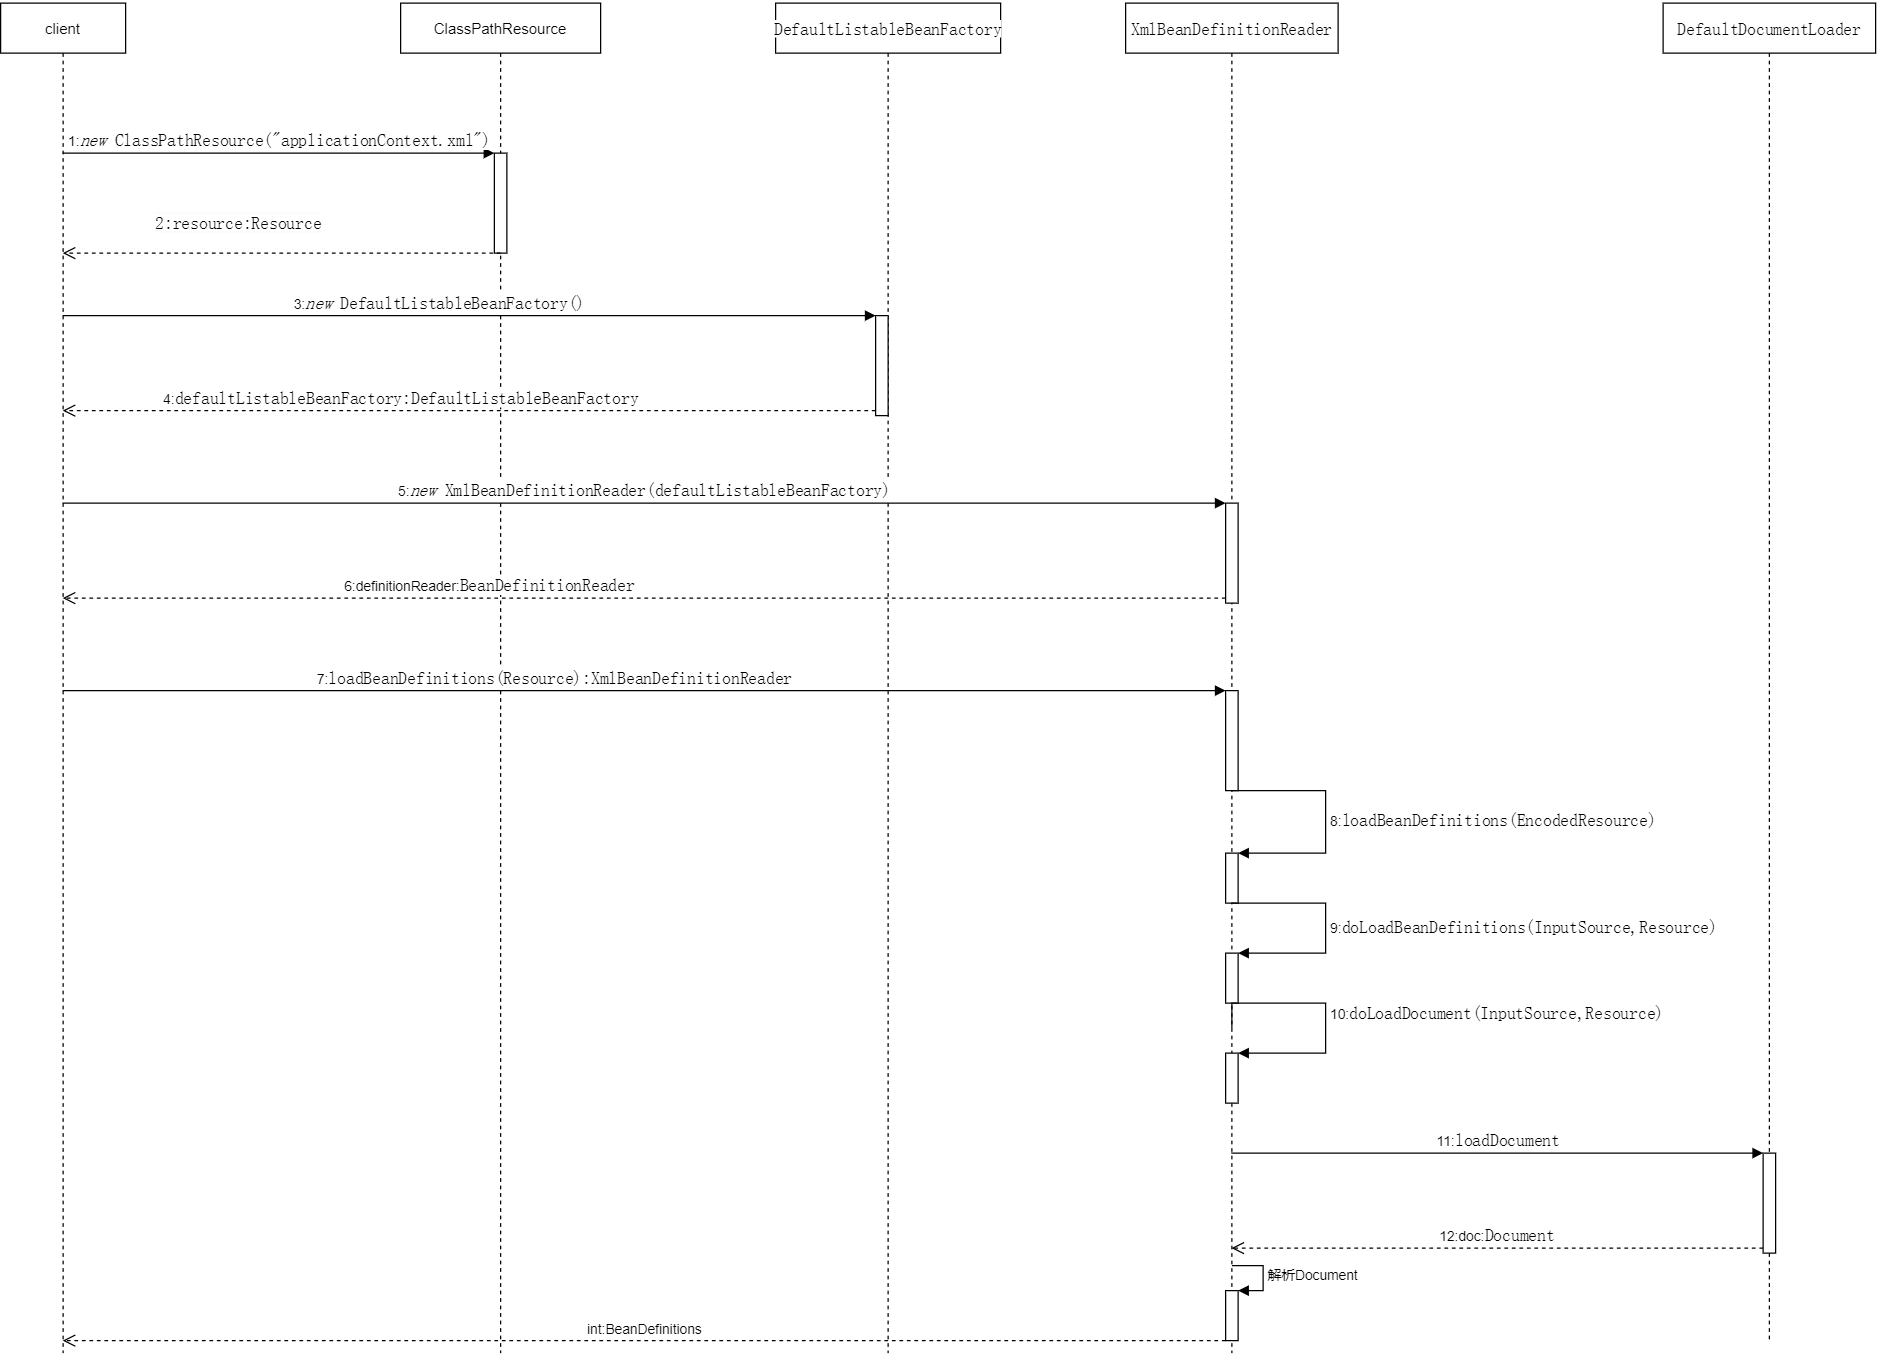 client
ClassPathResource
DefaultListableBeanFactory
XmlBeanDefinitionReader
DefaultDocumentLoader
1:new ClassPathResource("applicationContext.xml")
2:resource:Resource
3:new DefaultListableBeanFactory()
4:defaultListableBeanFactory:DefaultListableBeanFactory
5:new XmlBeanDefinitionReader(defaultListableBeanFactory)
6:definitionReader:BeanDefinitionReader
7:loadBeanDefinitions(Resource):XmlBeanDefinitionReader
8:loadBeanDefinitions(EncodedResource)
9:doLoadBeanDefinitions(InputSource,Resource)
10:doLoadDocument(InputSource,Resource)
11:loadDocument
12:doc:Document
解析Document
int:BeanDefinitions